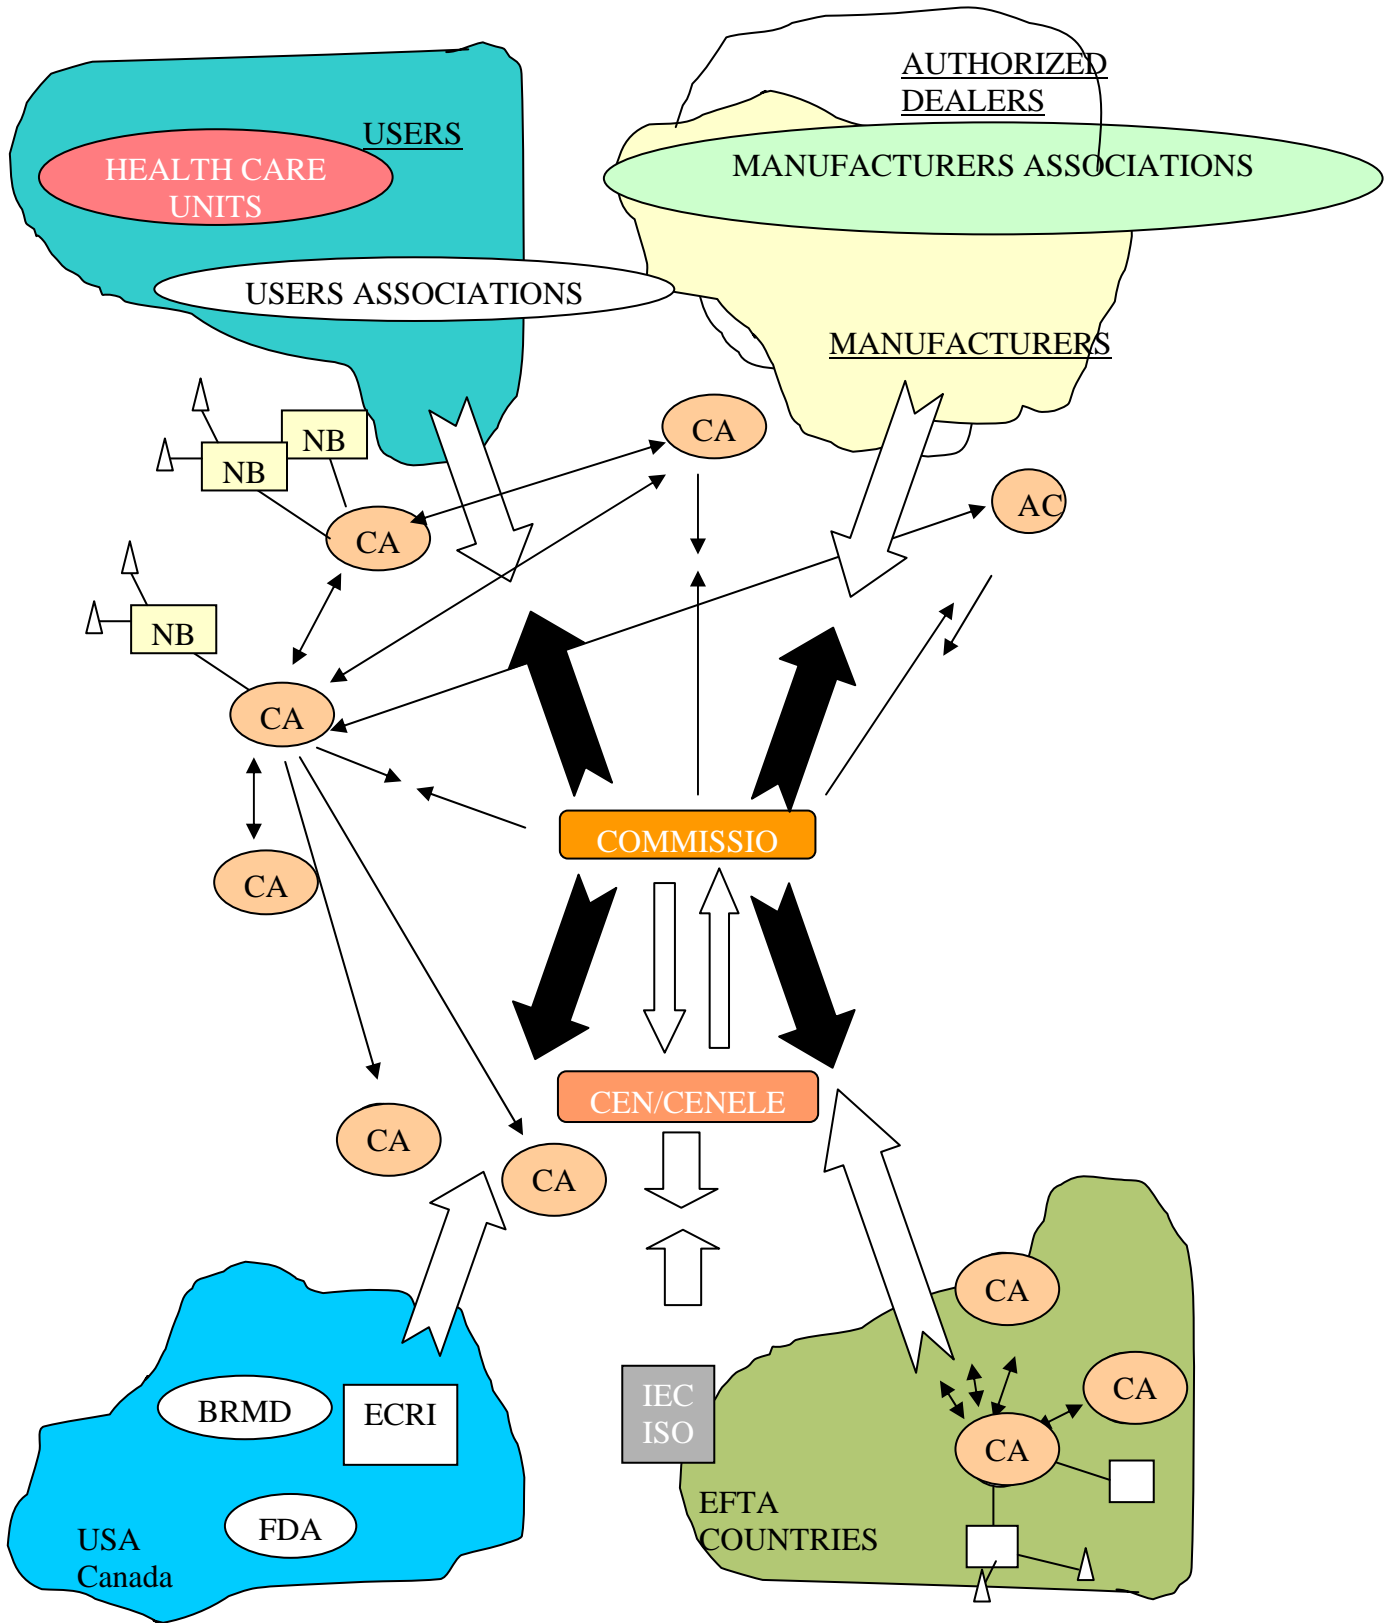 AUTHORIZED
DEALERS
USERS
HEALTH CARE
UNITS
MANUFACTURERS ASSOCIATIONS
USERS ASSOCIATIONS
MANUFACTURERS
CA
NB
NB
CA
AC
NB
CA
COMMISSIO
CA
CEN/CENELE
CA
CA
CA
IEC
ISO
CA
BRMD
ECRI
CA
EFTA
COUNTRIES
FDA
USA
Canada